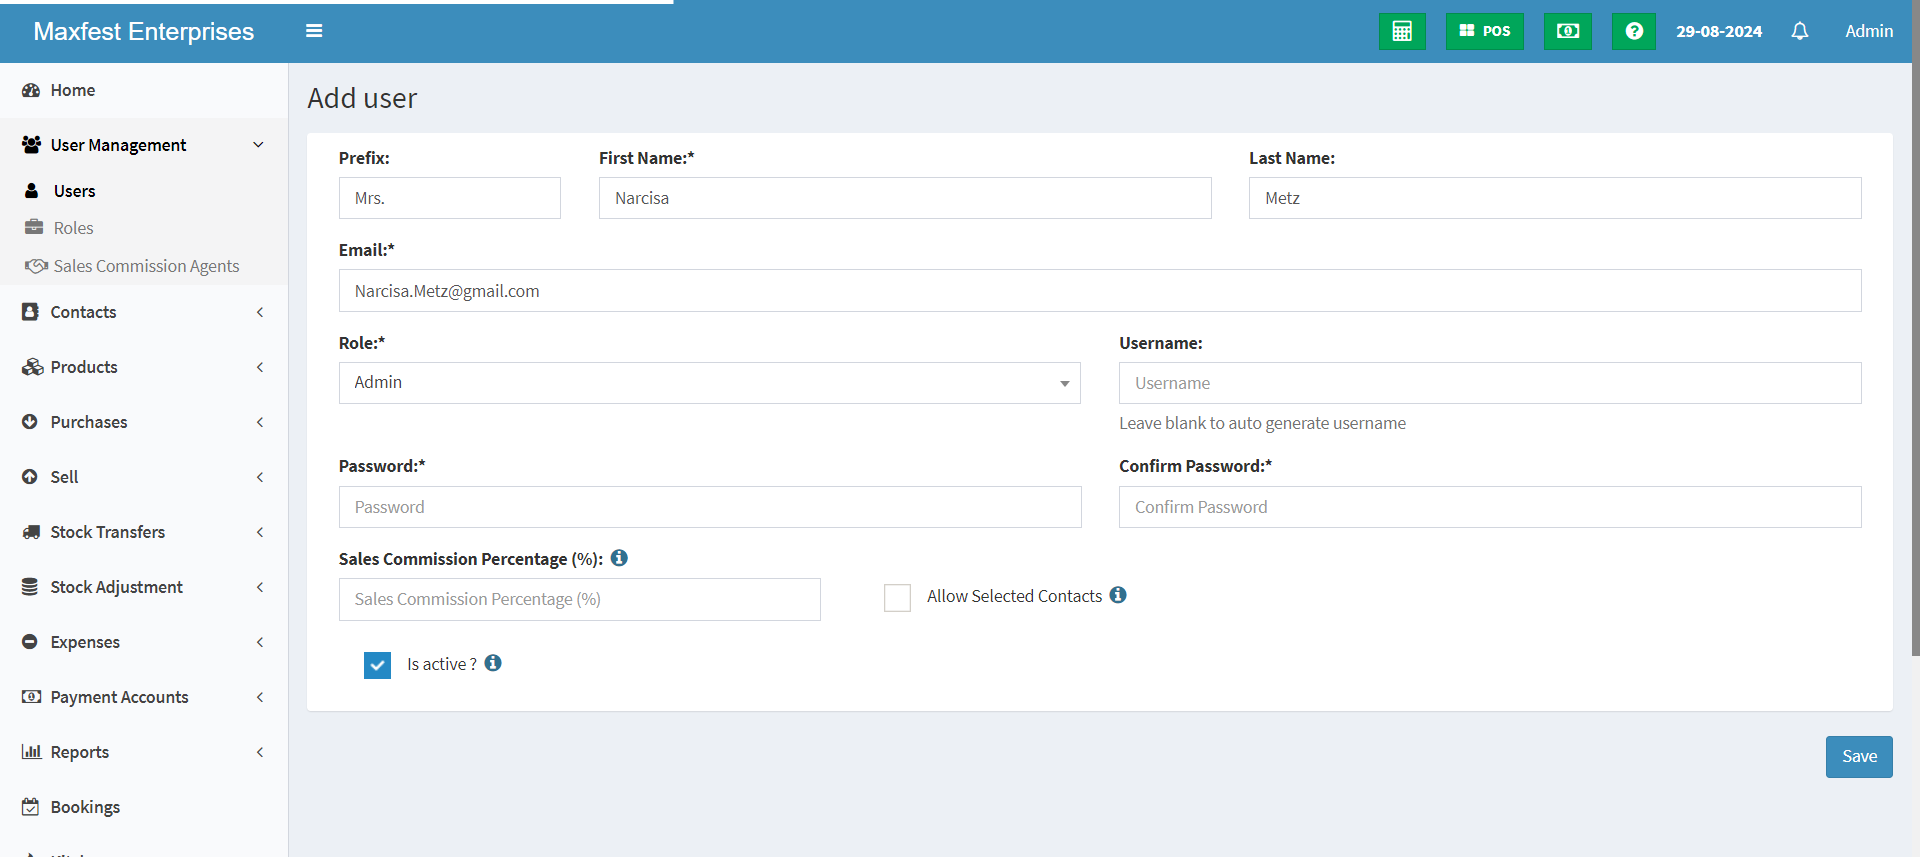 Maxfest Enterprises
POS
29-08-2024
Admin
Home
User Management
Users
Roles
Sales Commission Agents
Contacts
Products
Purchases
Sell
Stock Transfers
Stock Adjustment
Expenses
Payment Accounts
Reports
Bookings
Add user
Prefix:
First Name:*
Last Name:
Mrs.
Narcisa
Metz
Email:*
Narcisa.Metz@gmail.com
Role:*
Username:
Admin
Username
Leave blank to auto generate username
Password:*
Confirm Password:*
Password
Confirm Password
Sales Commission Percentage (%):
Sales Commission Percentage (%)
Allow Selected Contacts
Is active ?
Save